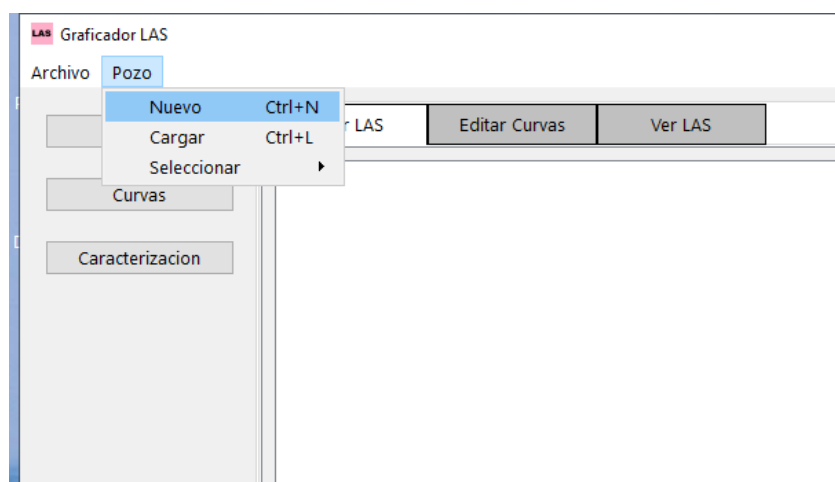 LAS Graficador LAS
Archivo Pozo
Nuevo Ctrl+N
Cargar Ctrl+L
Seleccionar
LAS Editar Curvas Ver LAS
Curvas
Caracterizacion